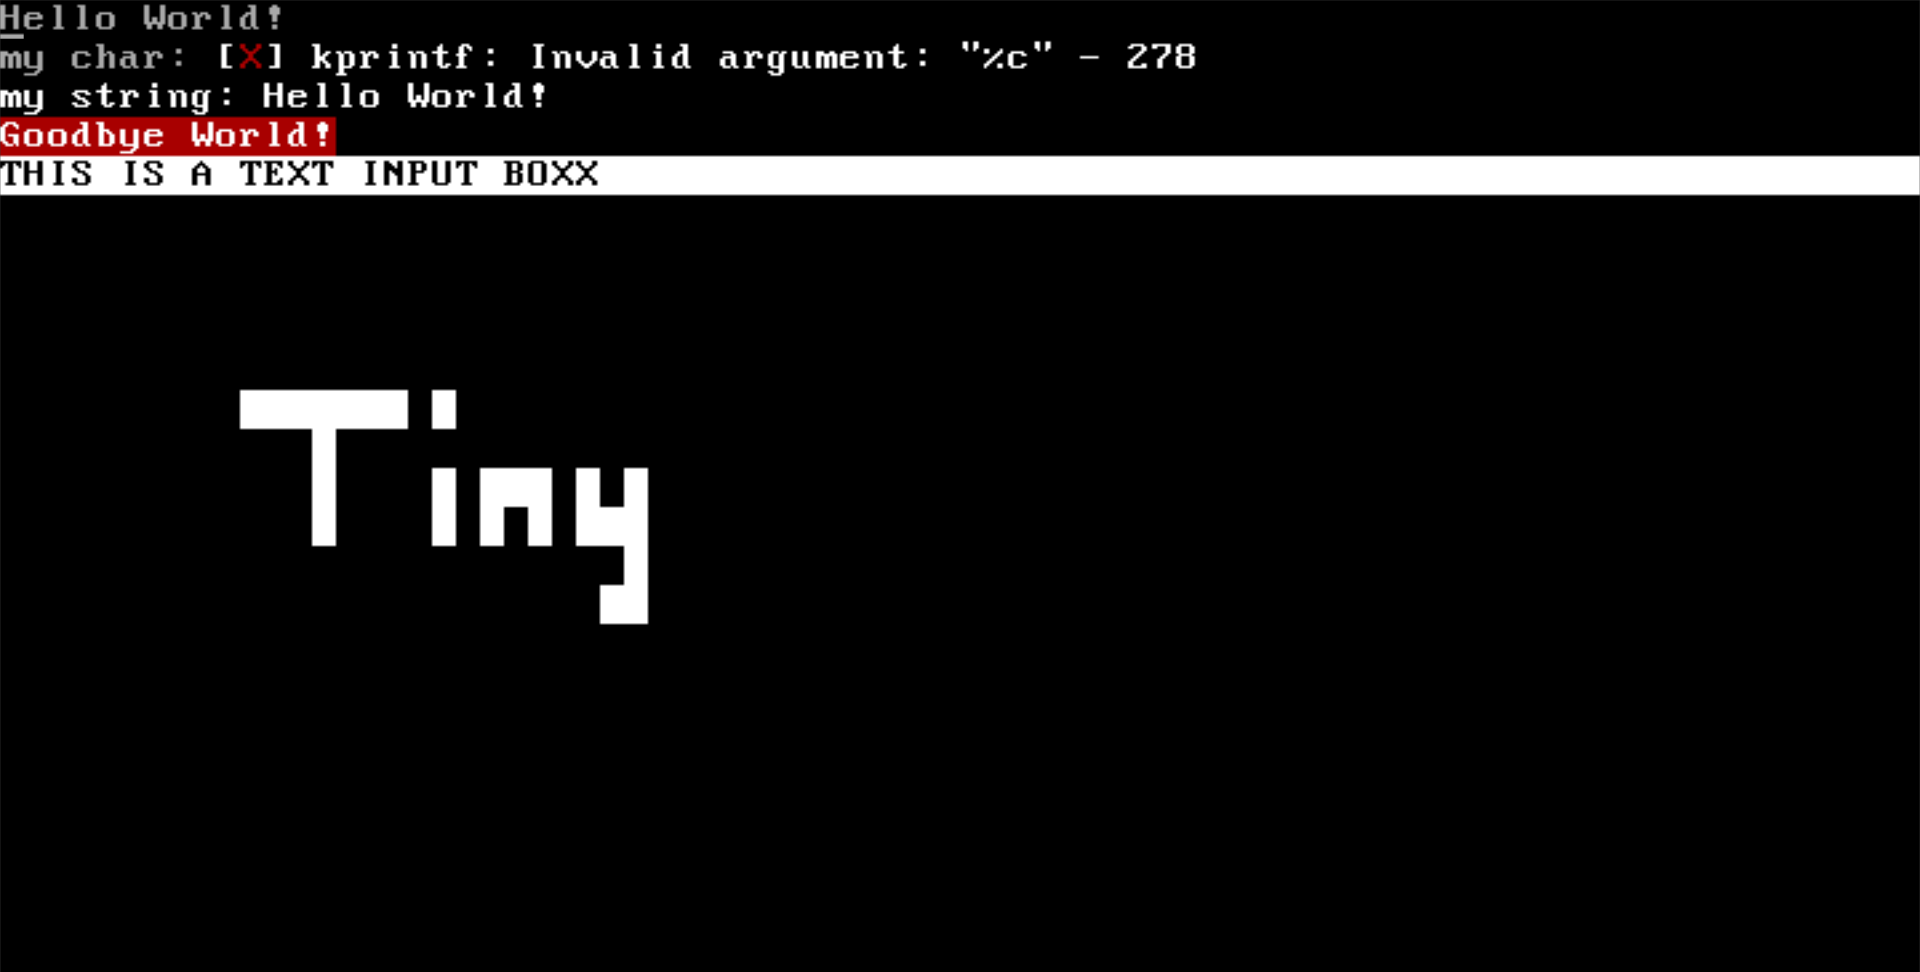 Hello World!
my char: [X] kprintf: Invalid argument: "%c" - 278
my string: Hello World!
Goodbye World!
THIS IS A TEXT INPUT BOXX
Tiny